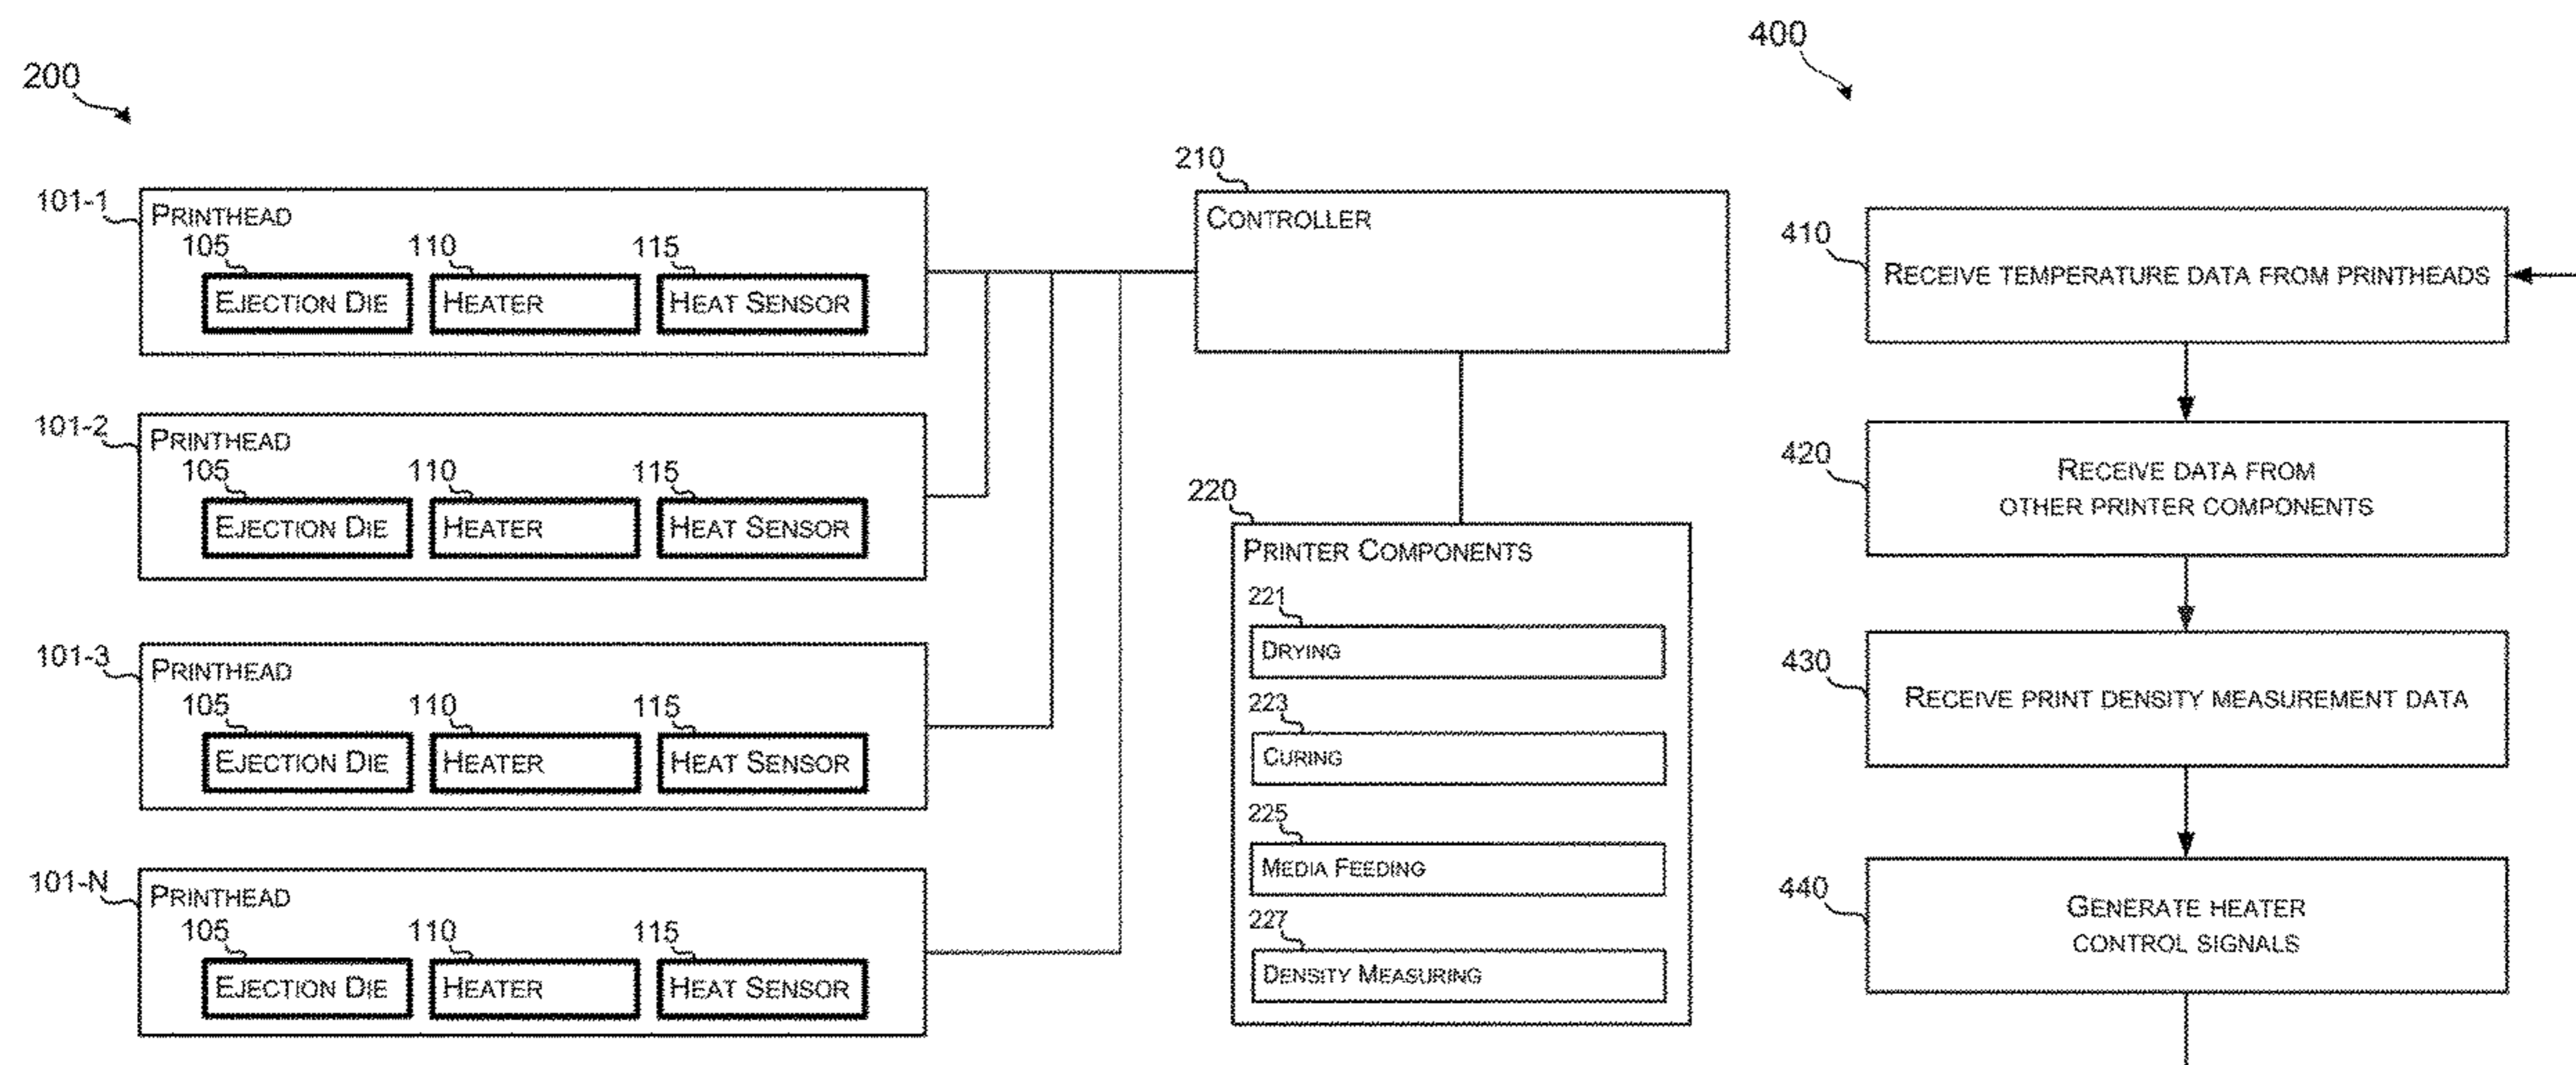 200
101-1
PRINTHEAD
105 110 115
EJECTION DIE HEATER HEAT SENSOR
101-2
PRINTHEAD
105 110 115
EJECTION DIE HEATER HEAT SENSOR
101-3
PRINTHEAD
105 110 115
EJECTION DIE HEATER HEAT SENSOR
101-N
PRINTHEAD
105 110 115
EJECTION DIE HEATER HEAT SENSOR
210
CONTROLLER
220
PRINTER COMPONENTS
221
DRYING
223
CURING
225
MEDIA FEEDING
227
DENSITY MEASURING
400
410
RECEIVE TEMPERATURE DATA FROM PRINTHEADS
420
RECEIVE DATA FROM
OTHER PRINTER COMPONENTS
430
RECEIVE PRINT DENSITY MEASUREMENT DATA
440
GENERATE HEATER
CONTROL SIGNALS